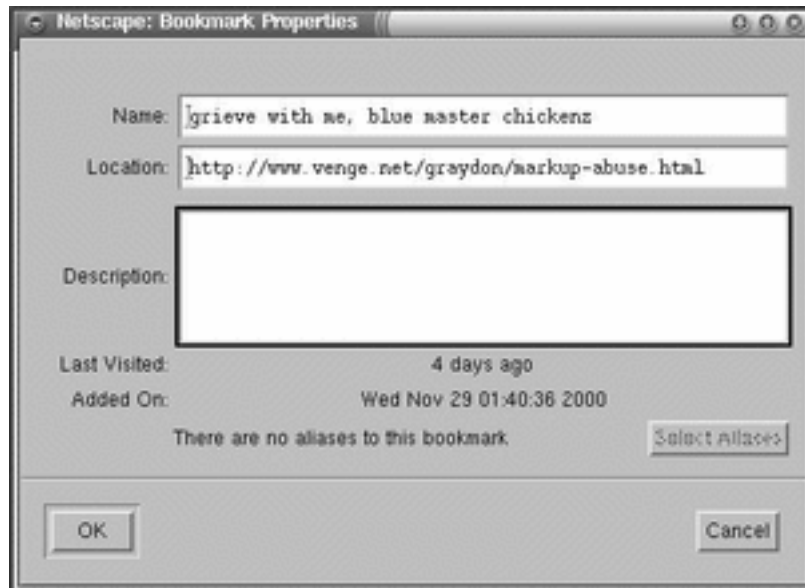 Netscape: Bookmark Properties
Name: grieve with me, blue master chickenz
Location: http://www.venge.net/graydon/markup-abuse.html
Description:
Last Visited: 4 days ago
Added On: Wed Nov 29 01:40:36 2000
There are no aliases to this bookmark Select Aliases
OK Cancel